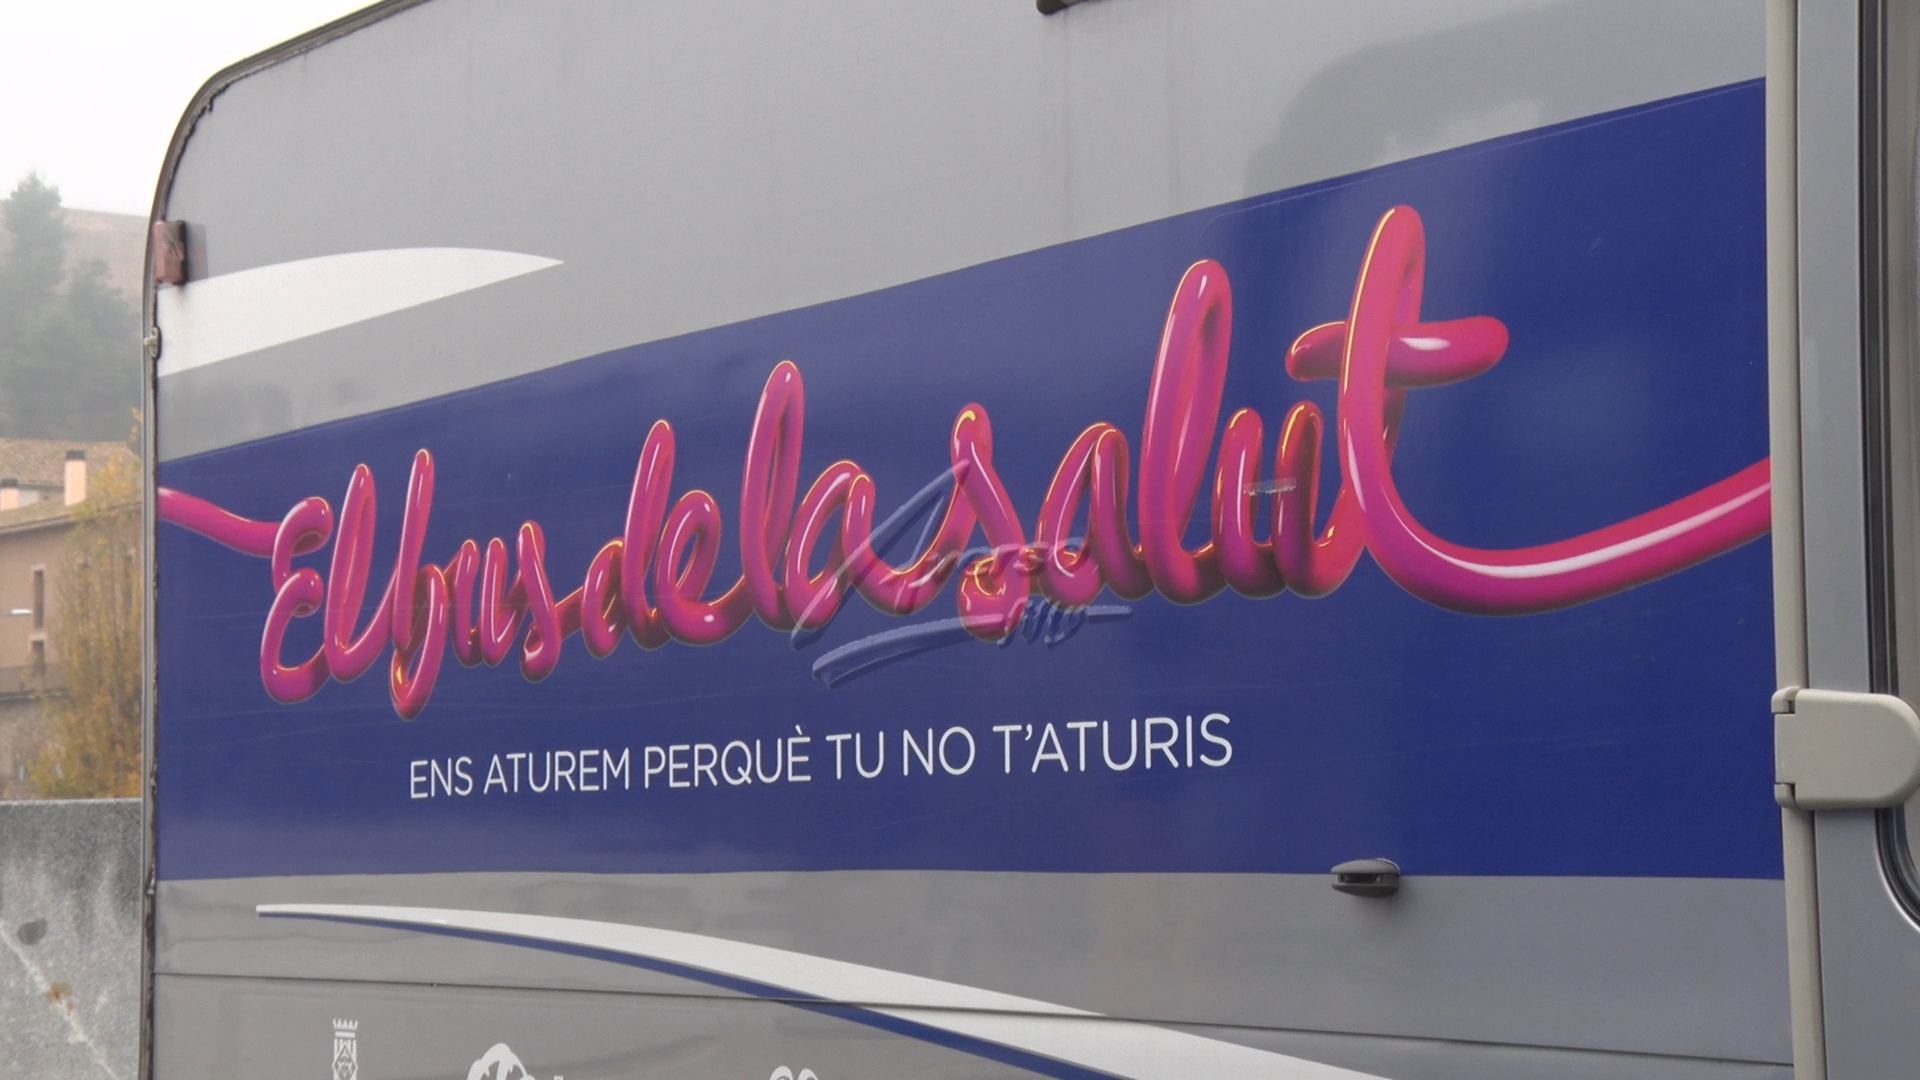 El bus de la salut
ENS ATUREM PERQUÈ TU NO T'ATURIS